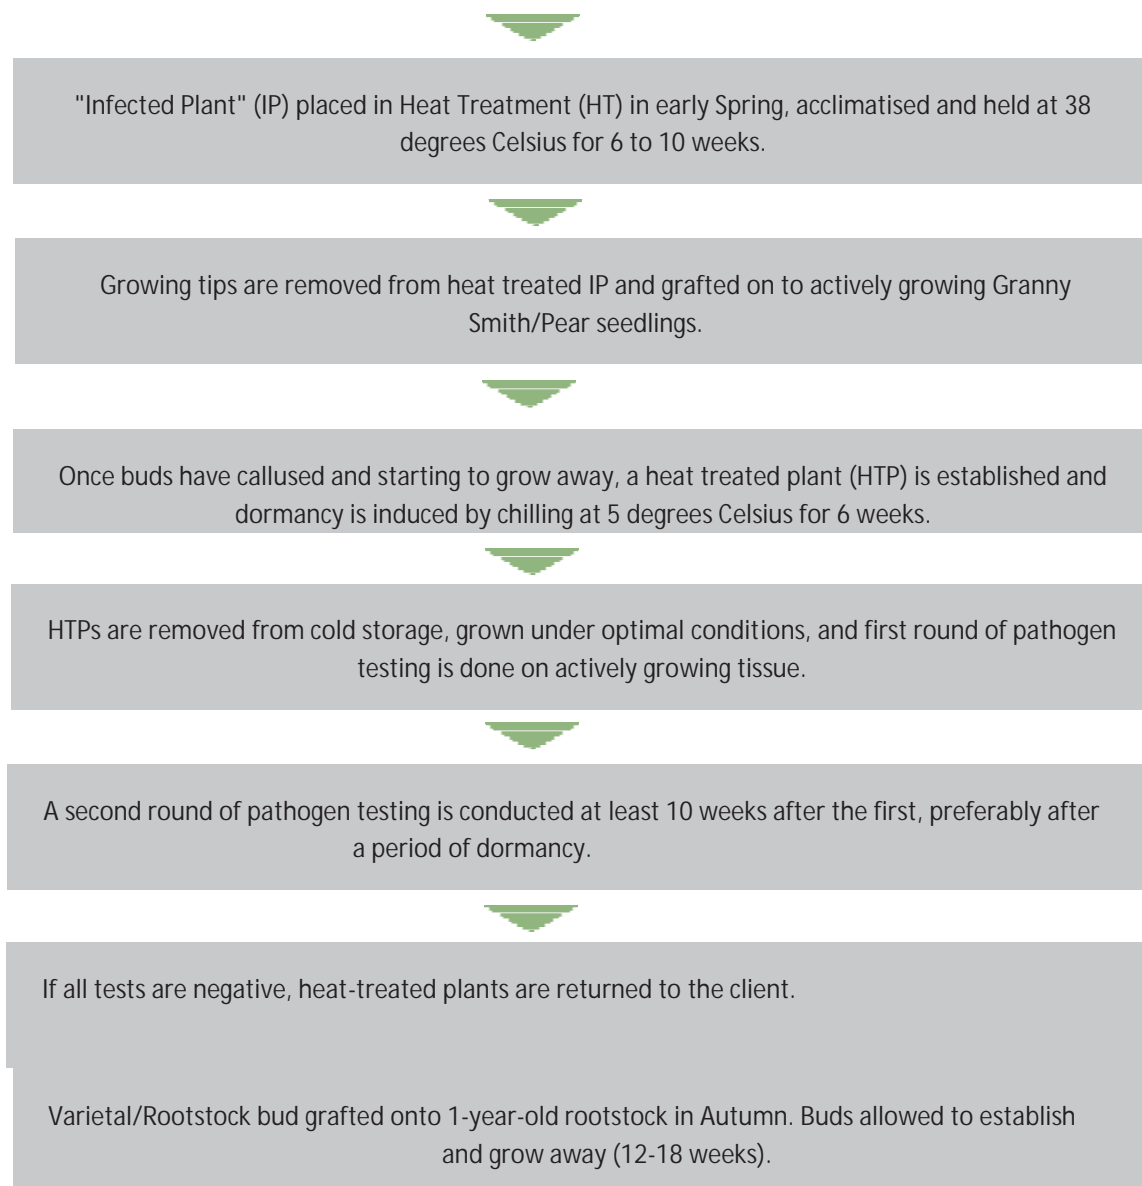 "Infected Plant" (IP) placed in Heat Treatment (HT) in early Spring, acclimatised and held at 38
degrees Celsius for 6 to 10 weeks.
Growing tips are removed from heat treated IP and grafted on to actively growing Granny
Smith/Pear seedlings.
Once buds have callused and starting to grow away, a heat treated plant (HTP) is established and
dormancy is induced by chilling at 5 degrees Celsius for 6 weeks.
HTPs are removed from cold storage, grown under optimal conditions, and first round of pathogen
testing is done on actively growing tissue.
A second round of pathogen testing is conducted at least 10 weeks after the first, preferably after
a period of dormancy.
If all tests are negative, heat-treated plants are returned to the client.
Varietal/Rootstock bud grafted onto 1-year-old rootstock in Autumn. Buds allowed to establish
and grow away (12-18 weeks).